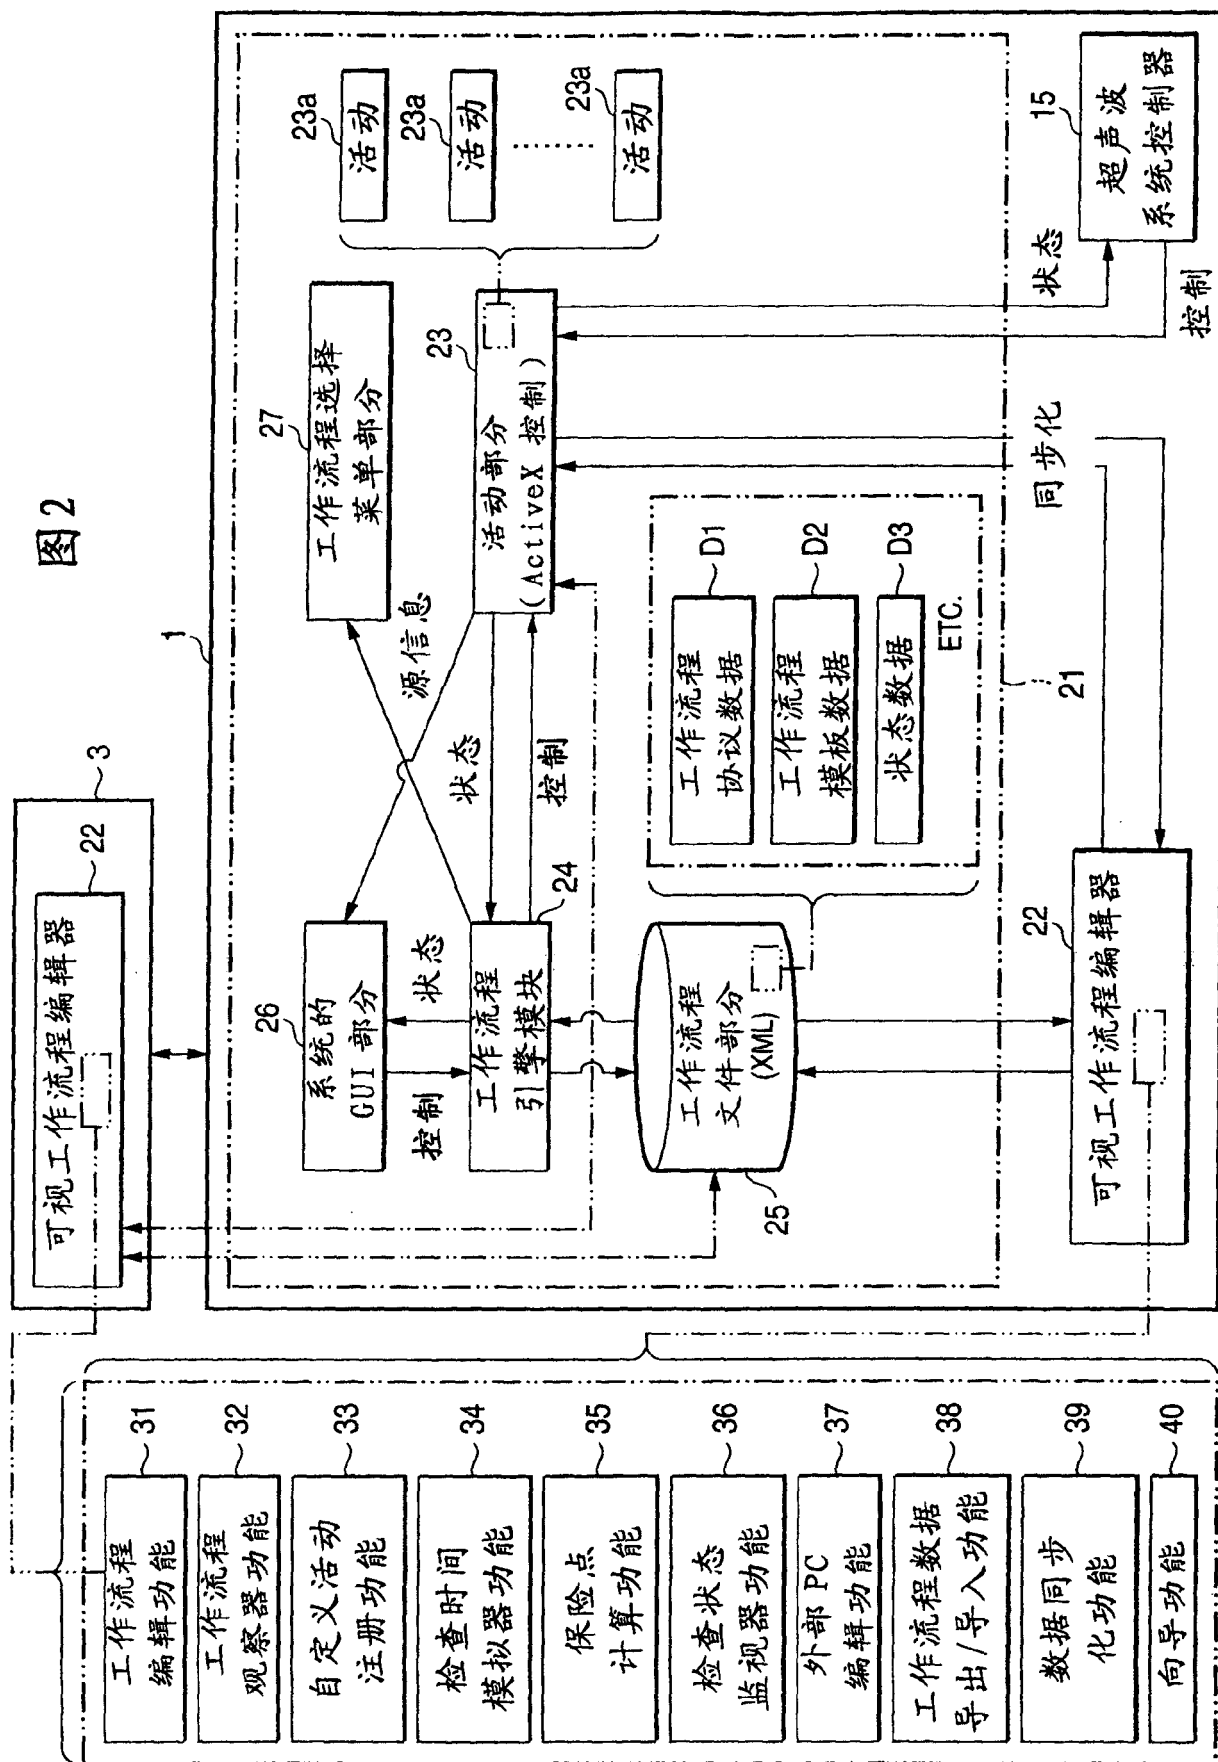 图2
3
22
可视工作流程编辑器
1
26
系统的
GUI 部分
27
工作流程选择
菜单部分
源信息
状态
控制
状态
控制
24
工作流程
引擎模块
23
活动部分
(ActiveX 控制)
23a
活动
23a
活动
23a
活动
25
工作流程
文件部分
(XML)
D1
工作流程
协议数据
D2
工作流程
模板数据
D3
状态数据
ETC.
21
同步化
状态
控制
15
超声波
系统控制器
22
可视工作流程编辑器
31
工作流程
编辑功能
32
工作流程
观察器功能
33
自定义活动
注册功能
34
检查时间
模拟器功能
35
保险点
计算功能
36
检查状态
监视器功能
37
外部PC
编辑功能
38
工作流程数据
导出/导入功能
39
数据同步
化功能
40
向导功能